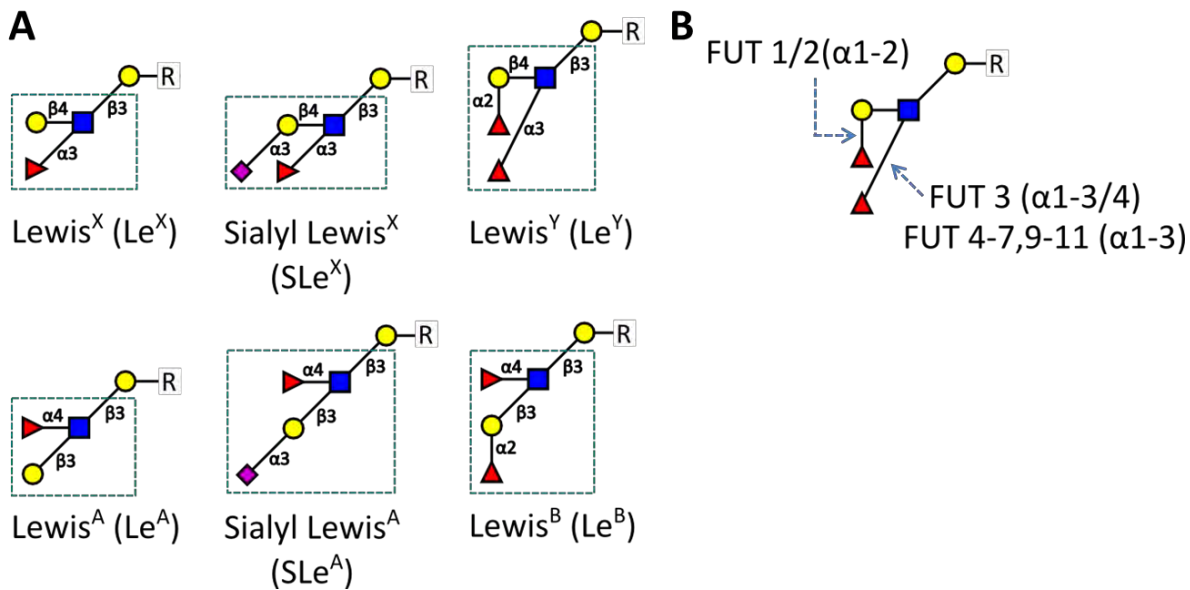 A
β4
β3
α3
R
Lewis^X (Le^X)
β4
β3
α3
α3
R
Sialyl Lewis^X
(SLe^X)
β4
β3
α2
α3
R
Lewis^Y (Le^Y)
α4
β3
β3
R
Lewis^A (Le^A)
α4
β3
β3
α3
R
Sialyl Lewis^A
(SLe^A)
α4
β3
β3
α2
R
Lewis^B (Le^B)
B
FUT 1/2(α1-2)
R
FUT 3 (α1-3/4)
FUT 4-7,9-11 (α1-3)